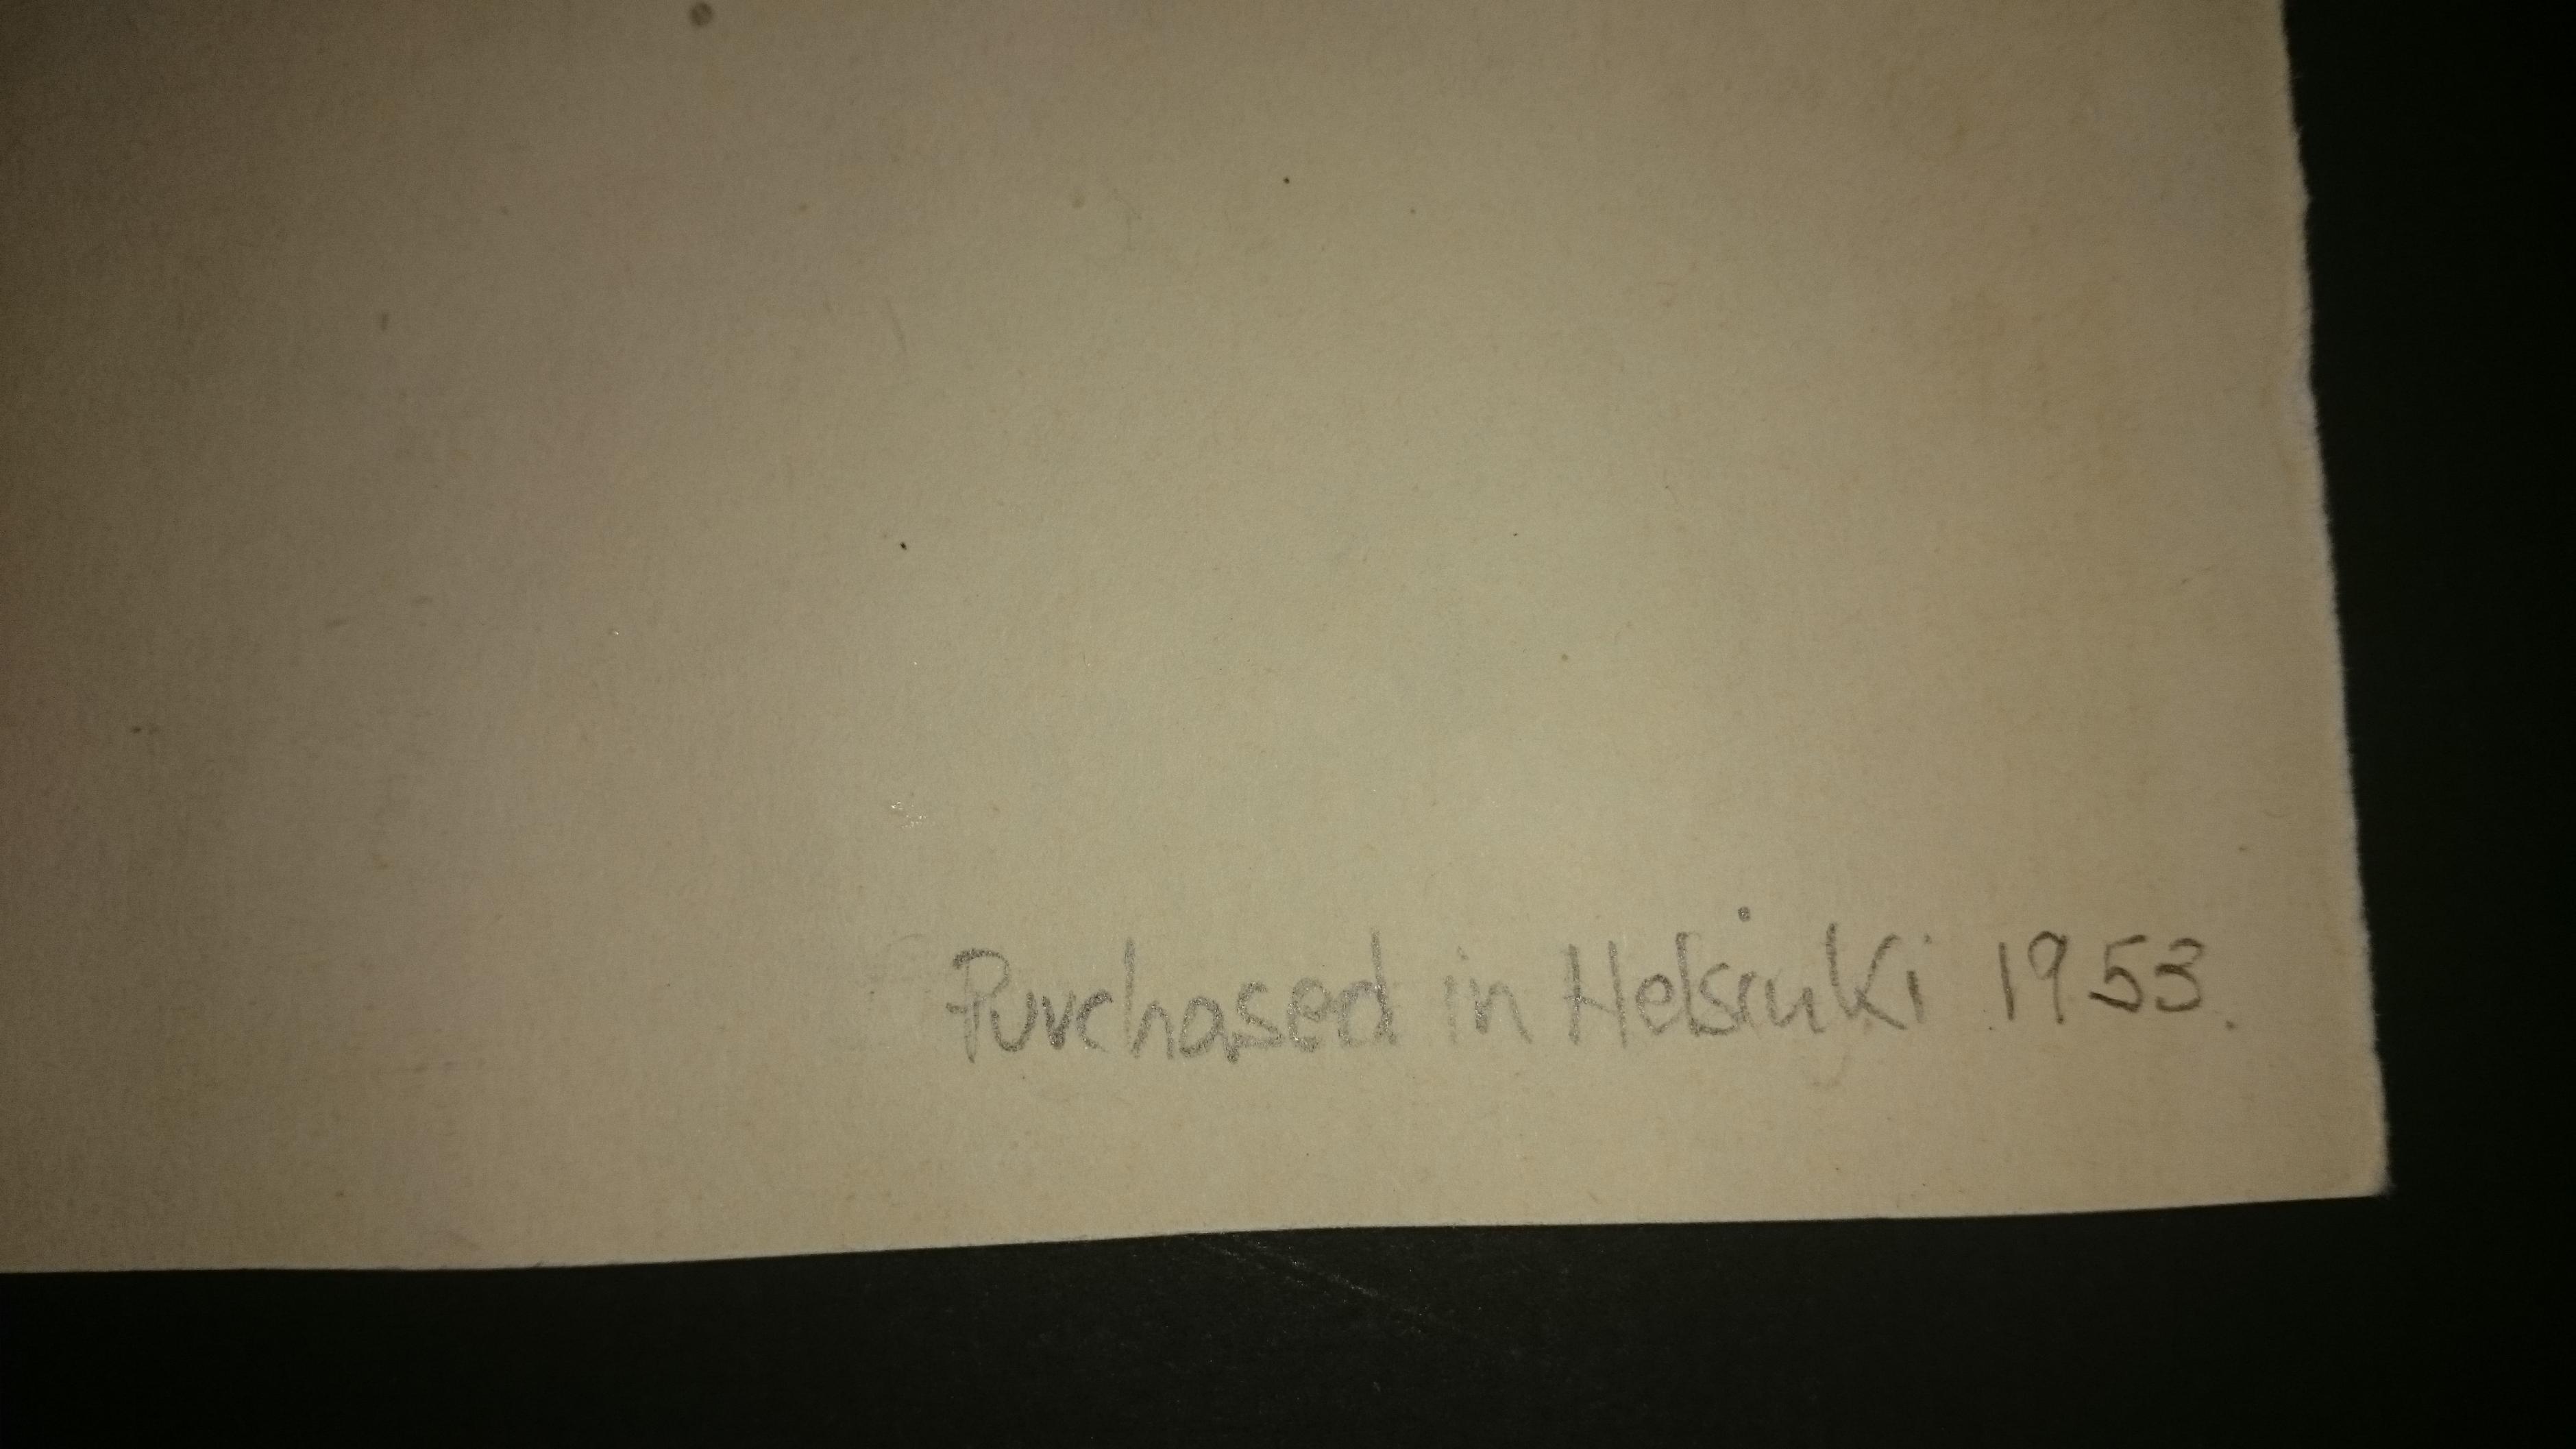 Purchased in Helsinki 1953.